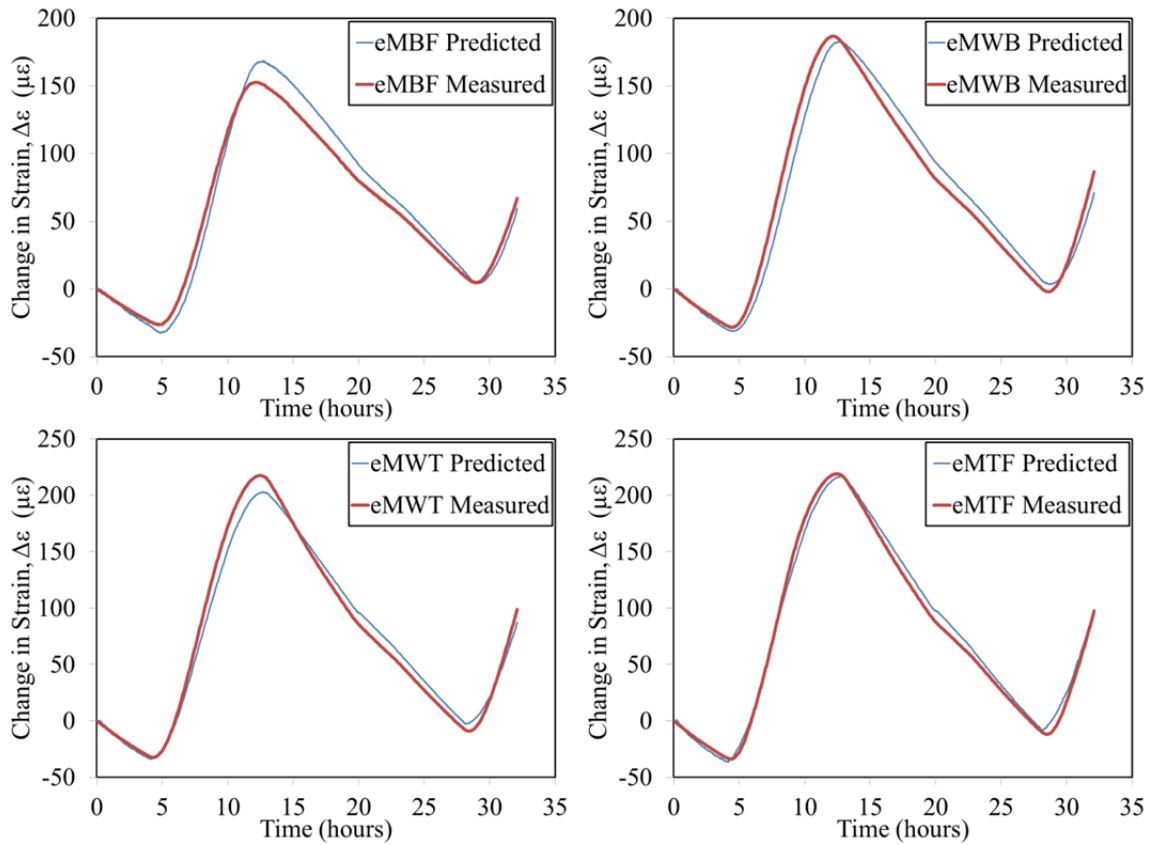 200
150
100
50
0
-50
Change in Strain, Δε (με)
eMBF Predicted
eMBF Measured
0 5 10 15 20 25 30 35
Time (hours)
200
150
100
50
0
-50
Change in Strain, Δε (με)
eMWB Predicted
eMWB Measured
0 5 10 15 20 25 30 35
Time (hours)
250
200
150
100
50
0
-50
Change in Strain, Δε (με)
eMWT Predicted
eMWT Measured
0 5 10 15 20 25 30 35
Time (hours)
250
200
150
100
50
0
-50
Change in Strain, Δε (με)
eMTF Predicted
eMTF Measured
0 5 10 15 20 25 30 35
Time (hours)